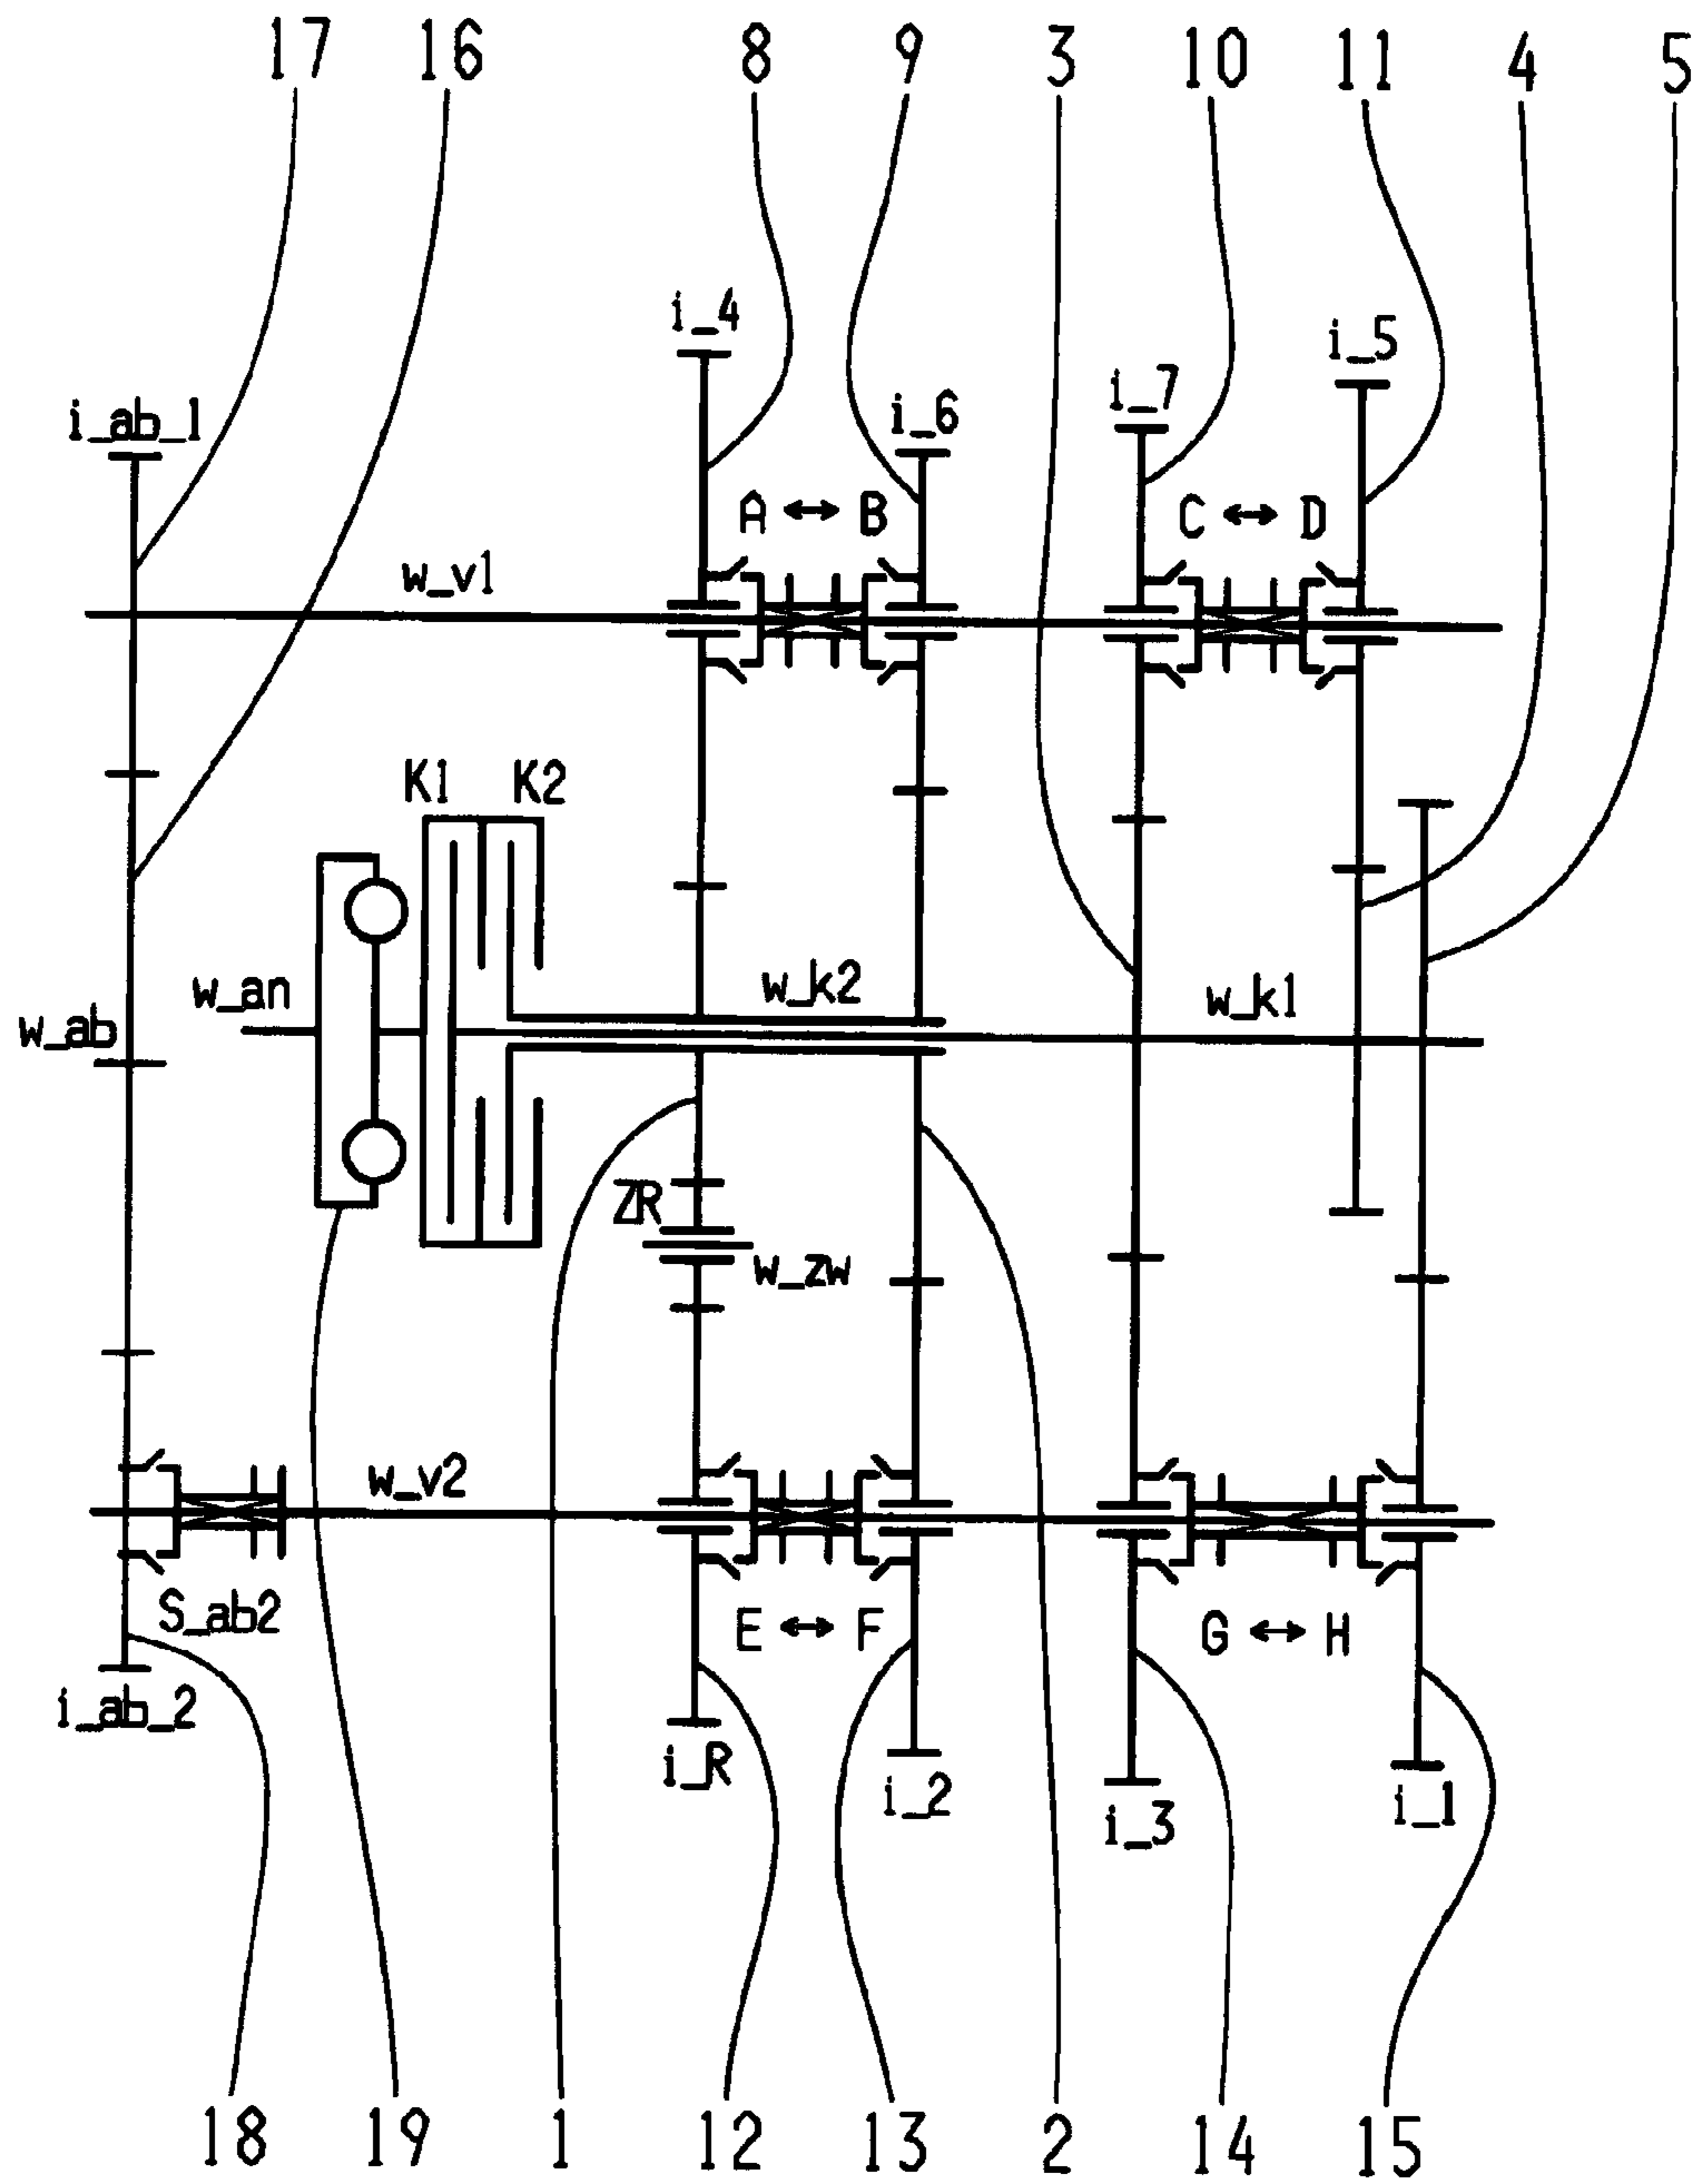 17 16 8 9 3 10 11 4 5
i_4
i_5
i_7
i_ab_1
i_6
A ↔ B
C ↔ D
w_v1
K1 K2
w_an
w_k2
w_k1
w_ab
ZR
w_zw
w_v2
S_ab2
E ↔ F
G ↔ H
i_ab_2
i_R
i_2
i_3
i_1
18 19 1 12 13 2 14 15